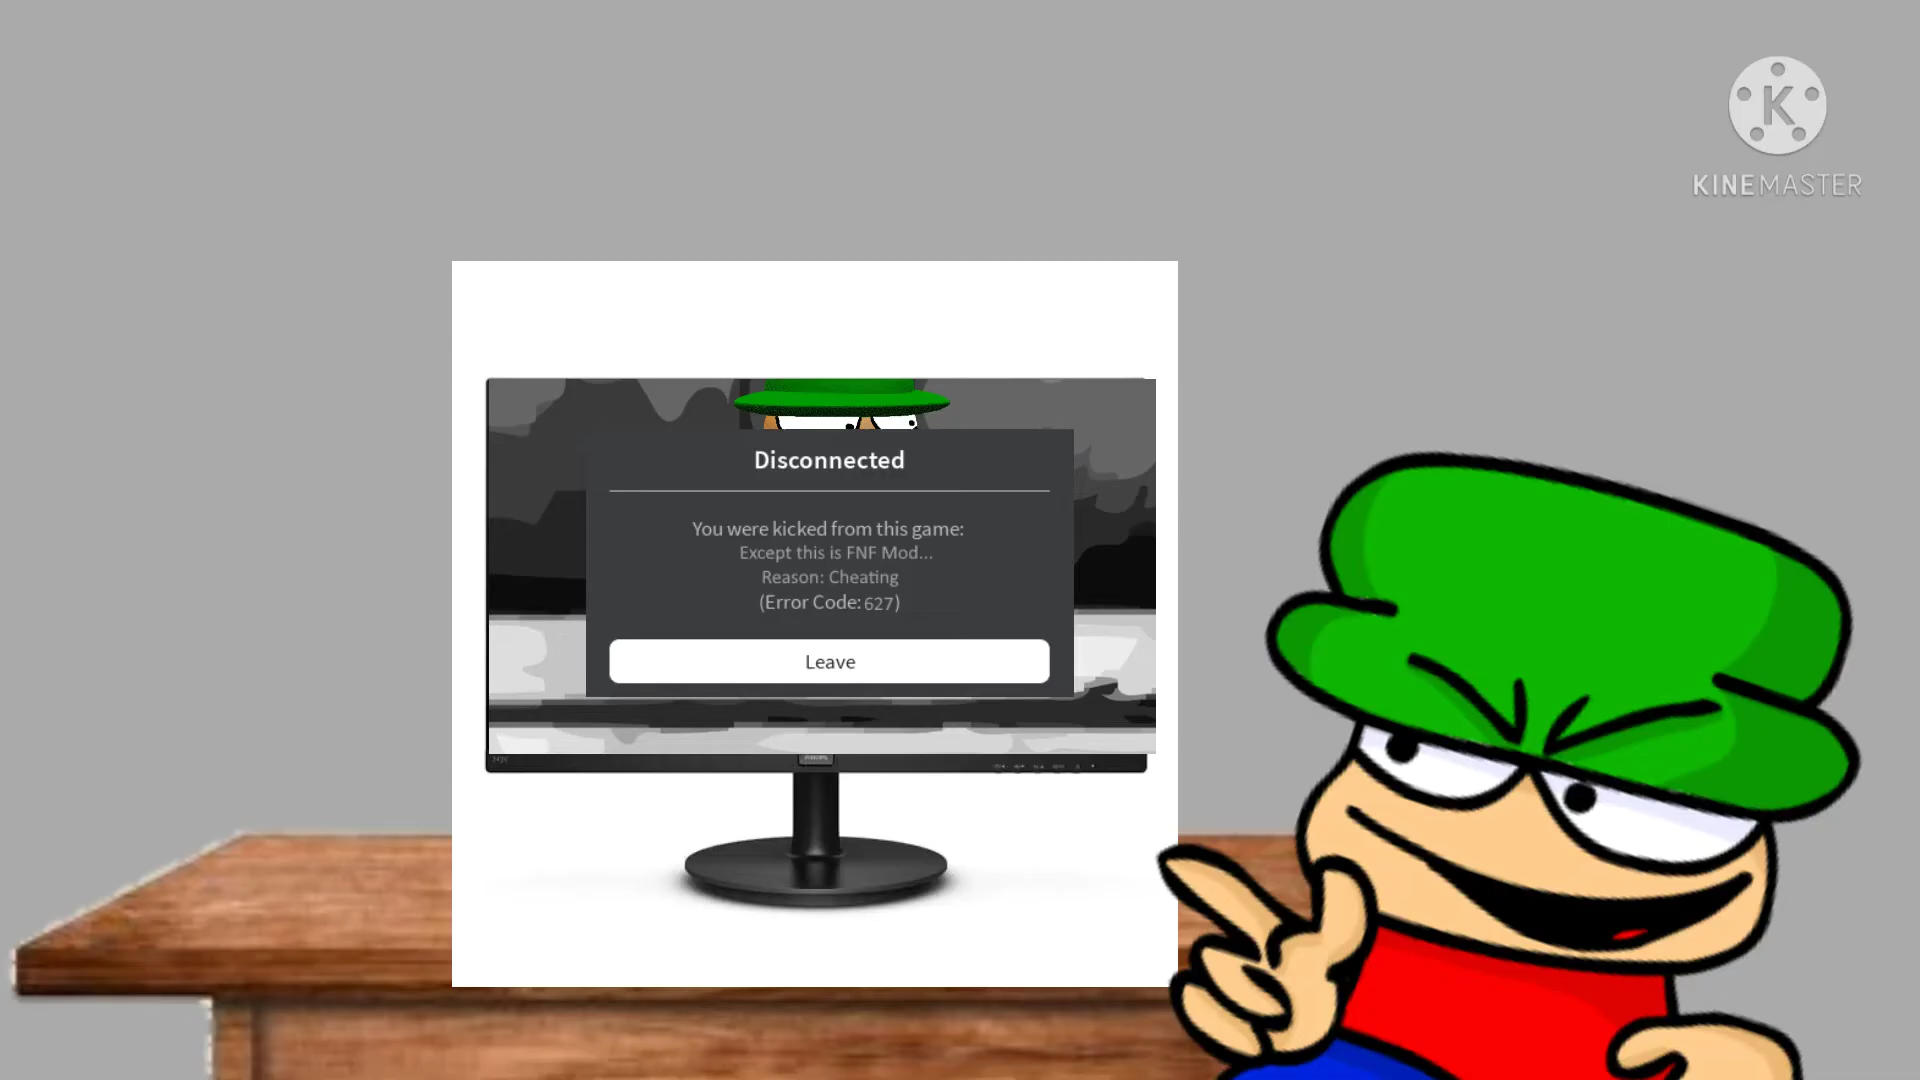 K
KINEMASTER
Disconnected
You were kicked from this game:
Except this is FNF Mod...
Reason: Cheating
(Error Code: 627)
Leave
PHILIPS